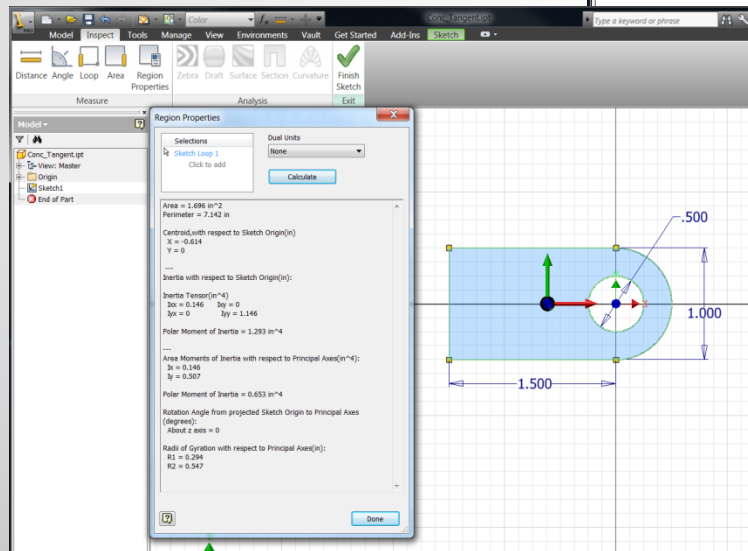 PRO
Color
Conc_Tangent.ipt
Type a keyword or phrase
Model Inspect Tools Manage View Environments Vault Get Started Add-Ins Sketch
Distance Angle Loop Area Region Properties Zebra Draft Surface Section Curvature Finish Sketch
Measure Analysis Exit
Model
Conc_Tangent.ipt
View: Master
Origin
Sketch1
End of Part
Region Properties
Selections
Sketch Loop 1
Click to add
Dual Units
None
Calculate
Area = 1.696 in^2
Perimeter = 7.142 in
Centroid,with respect to Sketch Origin(in)
X = -0.614
Y = 0
---
Inertia with respect to Sketch Origin(in):
Inertia Tensor(in^4)
Ixx = 0.146 Ixy = 0
Iyx = 0 Iyy = 1.146
Polar Moment of Inertia = 1.293 in^4
---
Area Moments of Inertia with respect to Principal Axes(in^4):
Ix = 0.146
Iy = 0.507
Polar Moment of Inertia = 0.653 in^4
Rotation Angle from projected Sketch Origin to Principal Axes
(degrees):
About z axis = 0
Radii of Gyration with respect to Principal Axes(in):
R1 = 0.294
R2 = 0.547
Done
.500
1.000
1.500